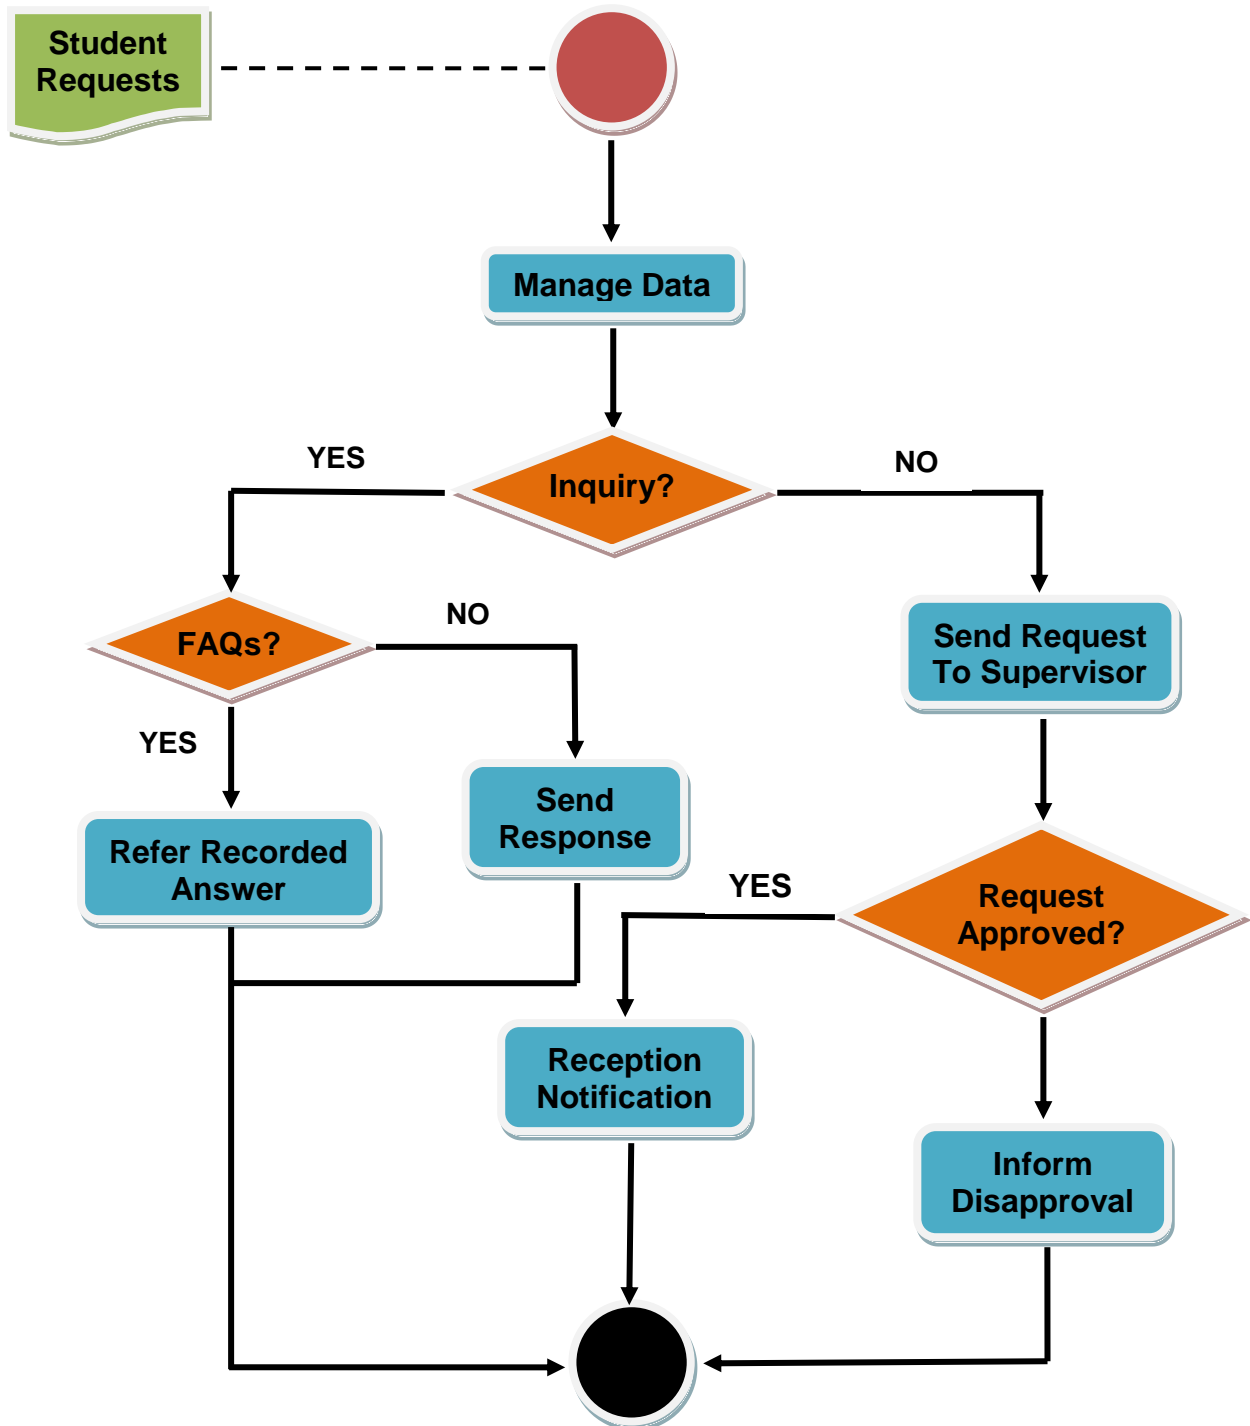 Student
Requests
Manage Data
Inquiry?
YES
NO
FAQs?
NO
YES
Send Request
To Supervisor
Refer Recorded
Answer
Send
Response
YES
Request
Approved?
Reception
Notification
Inform
Disapproval